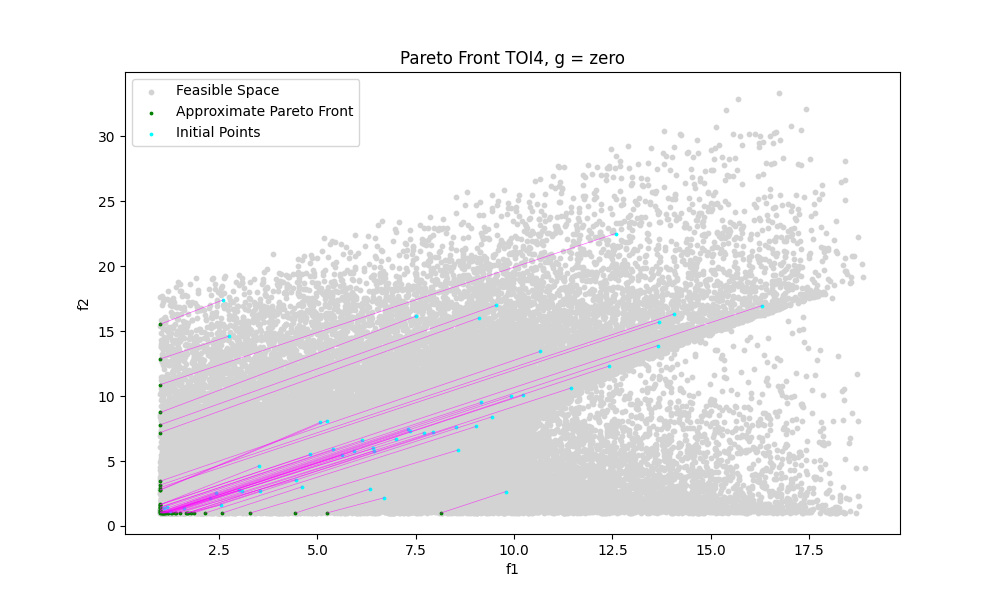 Pareto Front TOI4, g = zero
Feasible Space
Approximate Pareto Front
Initial Points
f2
30
25
20
15
10
5
0
2.5 5.0 7.5 10.0 12.5 15.0 17.5
f1